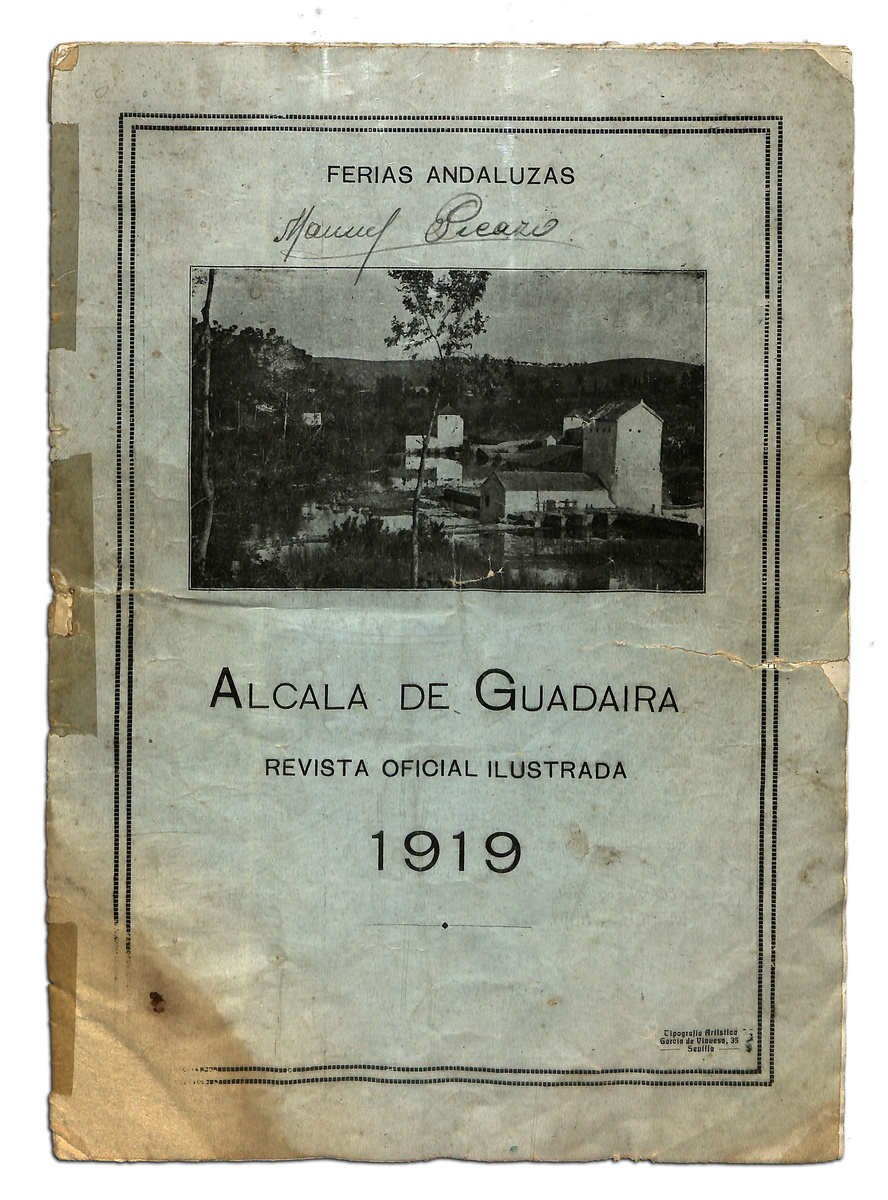 FERIAS ANDALUZAS
Manuel Picazo
ALCALA DE GUADAIRA
REVISTA OFICIAL ILUSTRADA
1919
Tipografía Artística
García de Vinuesa, 35
Sevilla